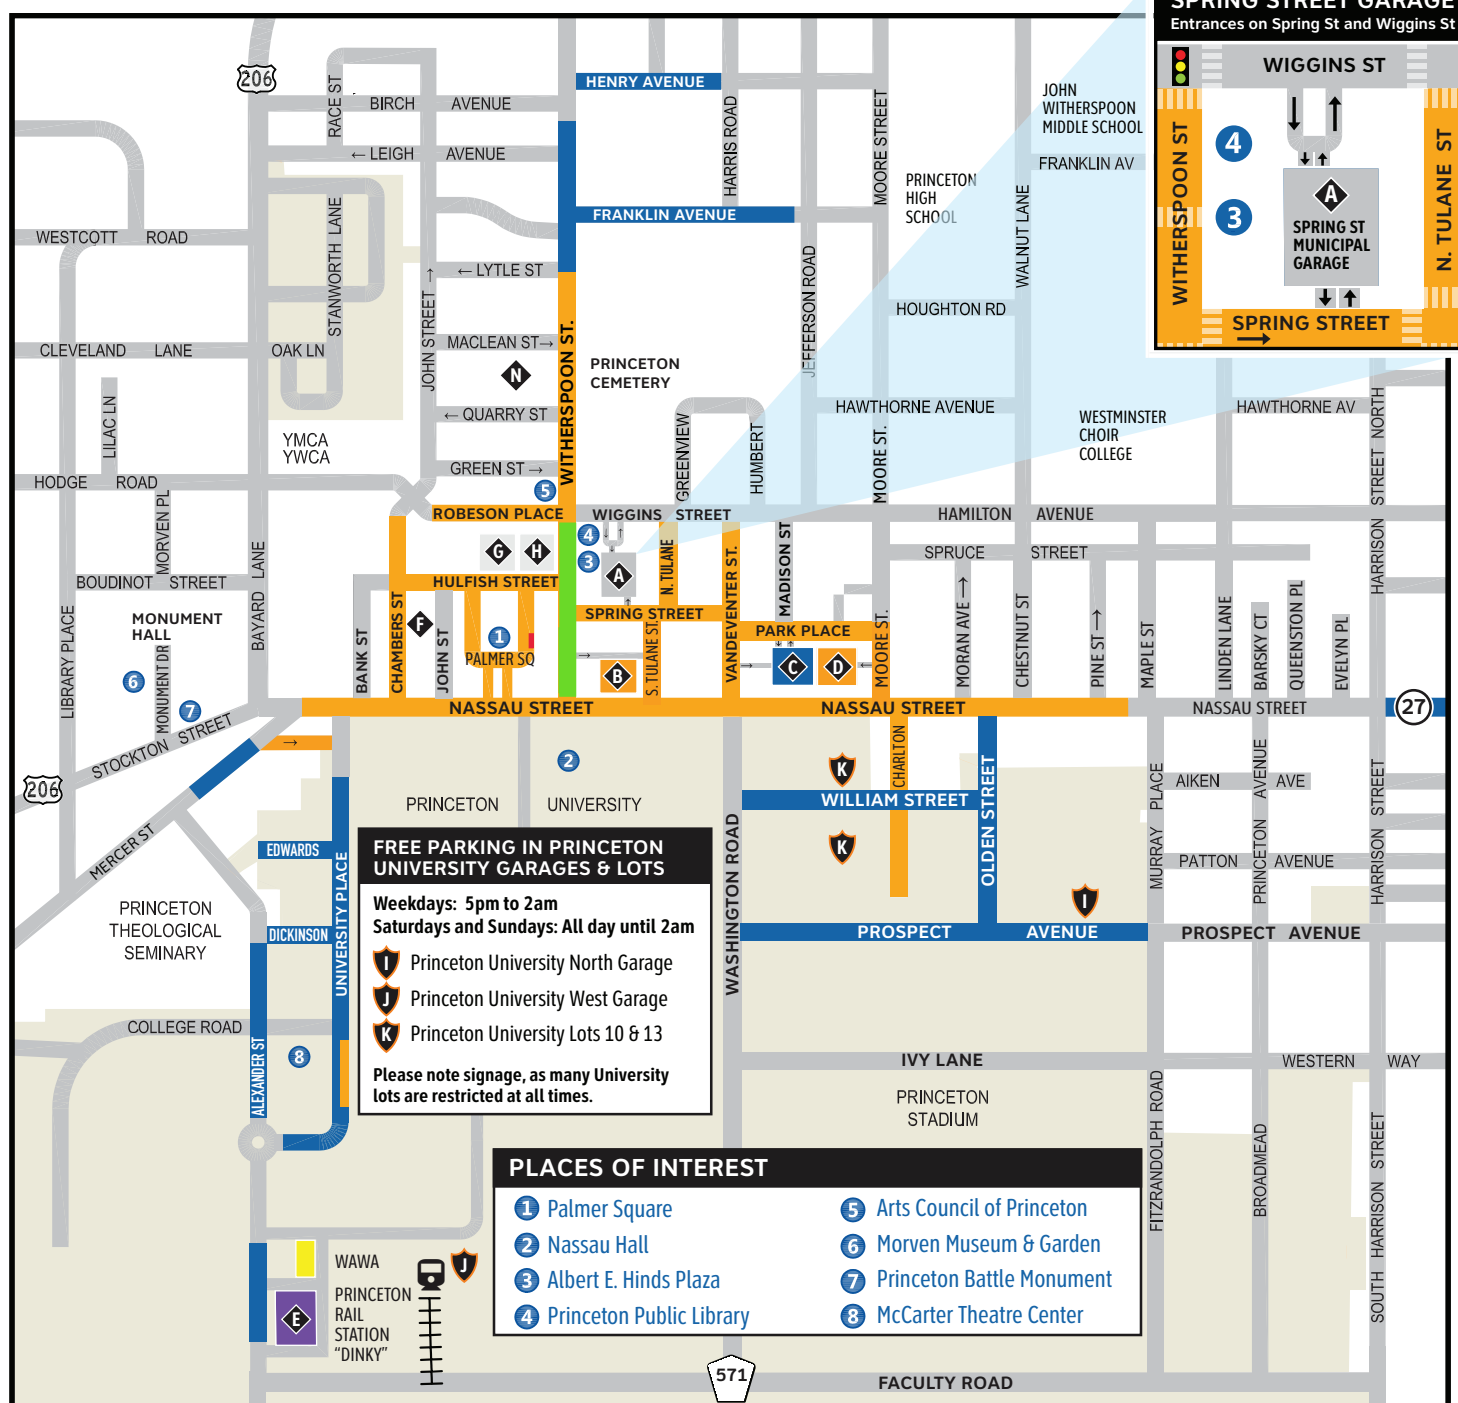 SPRING STREET GARAGE
Entrances on Spring St and Wiggins St
WIGGINS ST
WITHERSPOON ST
4
3
A
SPRING ST
MUNICIPAL
GARAGE
N. TULANE ST
SPRING STREET
→
206
RACE ST
BIRCH AVENUE
← LEIGH AVENUE
HENRY AVENUE
HARRIS ROAD
MOORE STREET
JOHN
WITHERSPOON
MIDDLE SCHOOL
FRANKLIN AV
PRINCETON
HIGH
SCHOOL
WALNUT LANE
FRANKLIN AVENUE
WESTCOTT ROAD
STANWORTH LANE
← LYTLE ST
JOHN STREET →
JEFFERSON ROAD
HOUGHTON RD
MACLEAN ST→
CLEVELAND LANE
OAK LN
N
WITHERSPOON ST.
PRINCETON
CEMETERY
← QUARRY ST
HAWTHORNE AVENUE
HAWTHORNE AV
WESTMINSTER
CHOIR
COLLEGE
LILAC LN
YMCA
YWCA
GREENVIEW
HUMBERT
MOORE ST.
HARRISON STREET NORTH
GREEN ST →
HODGE ROAD
MORVEN PL
5
ROBESON PLACE
WIGGINS STREET
HAMILTON AVENUE
4
3
A
G
H
N. TULANE
VANDEVENTER ST.
MADISON ST
SPRUCE STREET
BOUDINOT STREET
BAYARD LANE
HULFISH STREET
SPRING STREET
PARK PLACE
LIBRARY PLACE
MONUMENT
HALL
6
MONUMENT DR
7
BANK ST
CHAMBERS ST
F
JOHN ST
1
PALMER SQ
B
S. TULANE ST.
C
D
MOORE ST.
MORAN AVE →
CHESTNUT ST
PINE ST →
MAPLE ST
LINDEN LANE
BARSKY CT
QUEENSTON PL
EVELYN PL
NASSAU STREET
NASSAU STREET
NASSAU STREET
27
STOCKTON STREET
206
→
2
PRINCETON UNIVERSITY
K
CHARLTON
WILLIAM STREET
K
OLDEN STREET
MURRAY PLACE
AIKEN AVE
PRINCETON AVENUE
PATTON AVENUE
HARRISON STREET
MERCER ST
EDWARDS
UNIVERSITY PLACE
DICKINSON
PRINCETON
THEOLOGICAL
SEMINARY
FREE PARKING IN PRINCETON
UNIVERSITY GARAGES & LOTS
Weekdays: 5pm to 2am
Saturdays and Sundays: All day until 2am
I Princeton University North Garage
J Princeton University West Garage
K Princeton University Lots 10 & 13
Please note signage, as many University
lots are restricted at all times.
WASHINGTON ROAD
I
PROSPECT AVENUE
PROSPECT AVENUE
COLLEGE ROAD
ALEXANDER ST
8
IVY LANE
WESTERN WAY
PRINCETON
STADIUM
FITZRANDOLPH ROAD
BROADMEAD
SOUTH HARRISON STREET
PLACES OF INTEREST
1 Palmer Square
2 Nassau Hall
3 Albert E. Hinds Plaza
4 Princeton Public Library
5 Arts Council of Princeton
6 Morven Museum & Garden
7 Princeton Battle Monument
8 McCarter Theatre Center
WAWA
J
E
PRINCETON
RAIL
STATION
"DINKY"
571
FACULTY ROAD